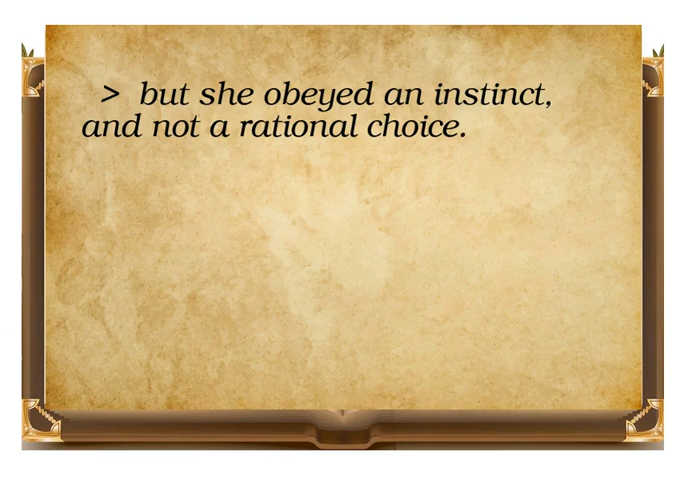 > but she obeyed an instinct,
and not a rational choice.